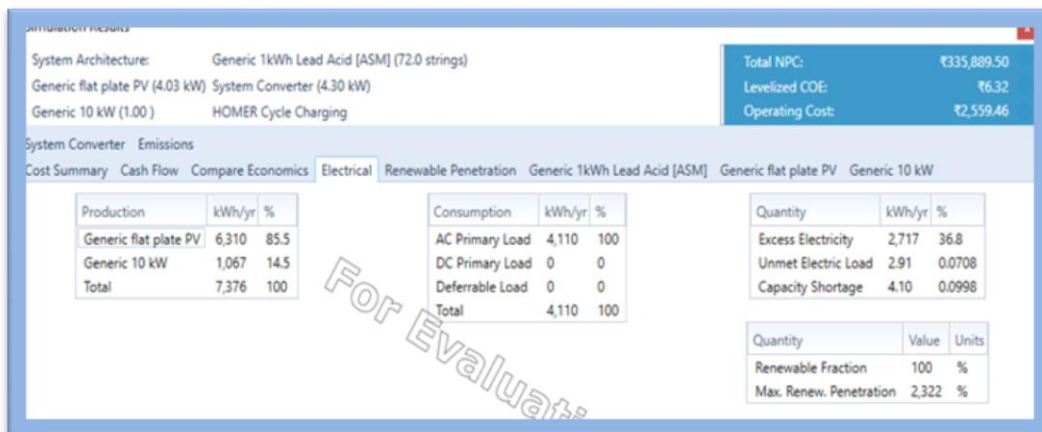 Simulation Results
System Architecture: Generic 1kWh Lead Acid [ASM] (72.0 strings)
Generic flat plate PV (4.03 kW) System Converter (4.30 kW)
Generic 10 kW (1.00 ) HOMER Cycle Charging
Total NPC: ₹335,889.50
Levelized COE: ₹6.32
Operating Cost: ₹2,559.46
System Converter Emissions
Cost Summary Cash Flow Compare Economics Electrical Renewable Penetration Generic 1kWh Lead Acid [ASM] Generic flat plate PV Generic 10 kW
Production kWh/yr %
Generic flat plate PV 6,310 85.5
Generic 10 kW 1,067 14.5
Total 7,376 100
Consumption kWh/yr %
AC Primary Load 4,110 100
DC Primary Load 0 0
Deferrable Load 0 0
Total 4,110 100
Quantity kWh/yr %
Excess Electricity 2,717 36.8
Unmet Electric Load 2.91 0.0708
Capacity Shortage 4.10 0.0998
Quantity Value Units
Renewable Fraction 100 %
Max. Renew. Penetration 2,322 %
For Evaluati